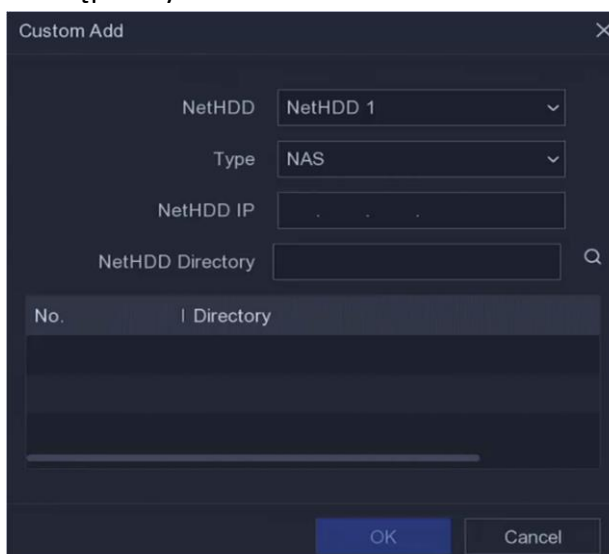 Custom Add
NetHDD NetHDD 1
Type NAS
NetHDD IP . . .
NetHDD Directory
No. Directory
OK Cancel